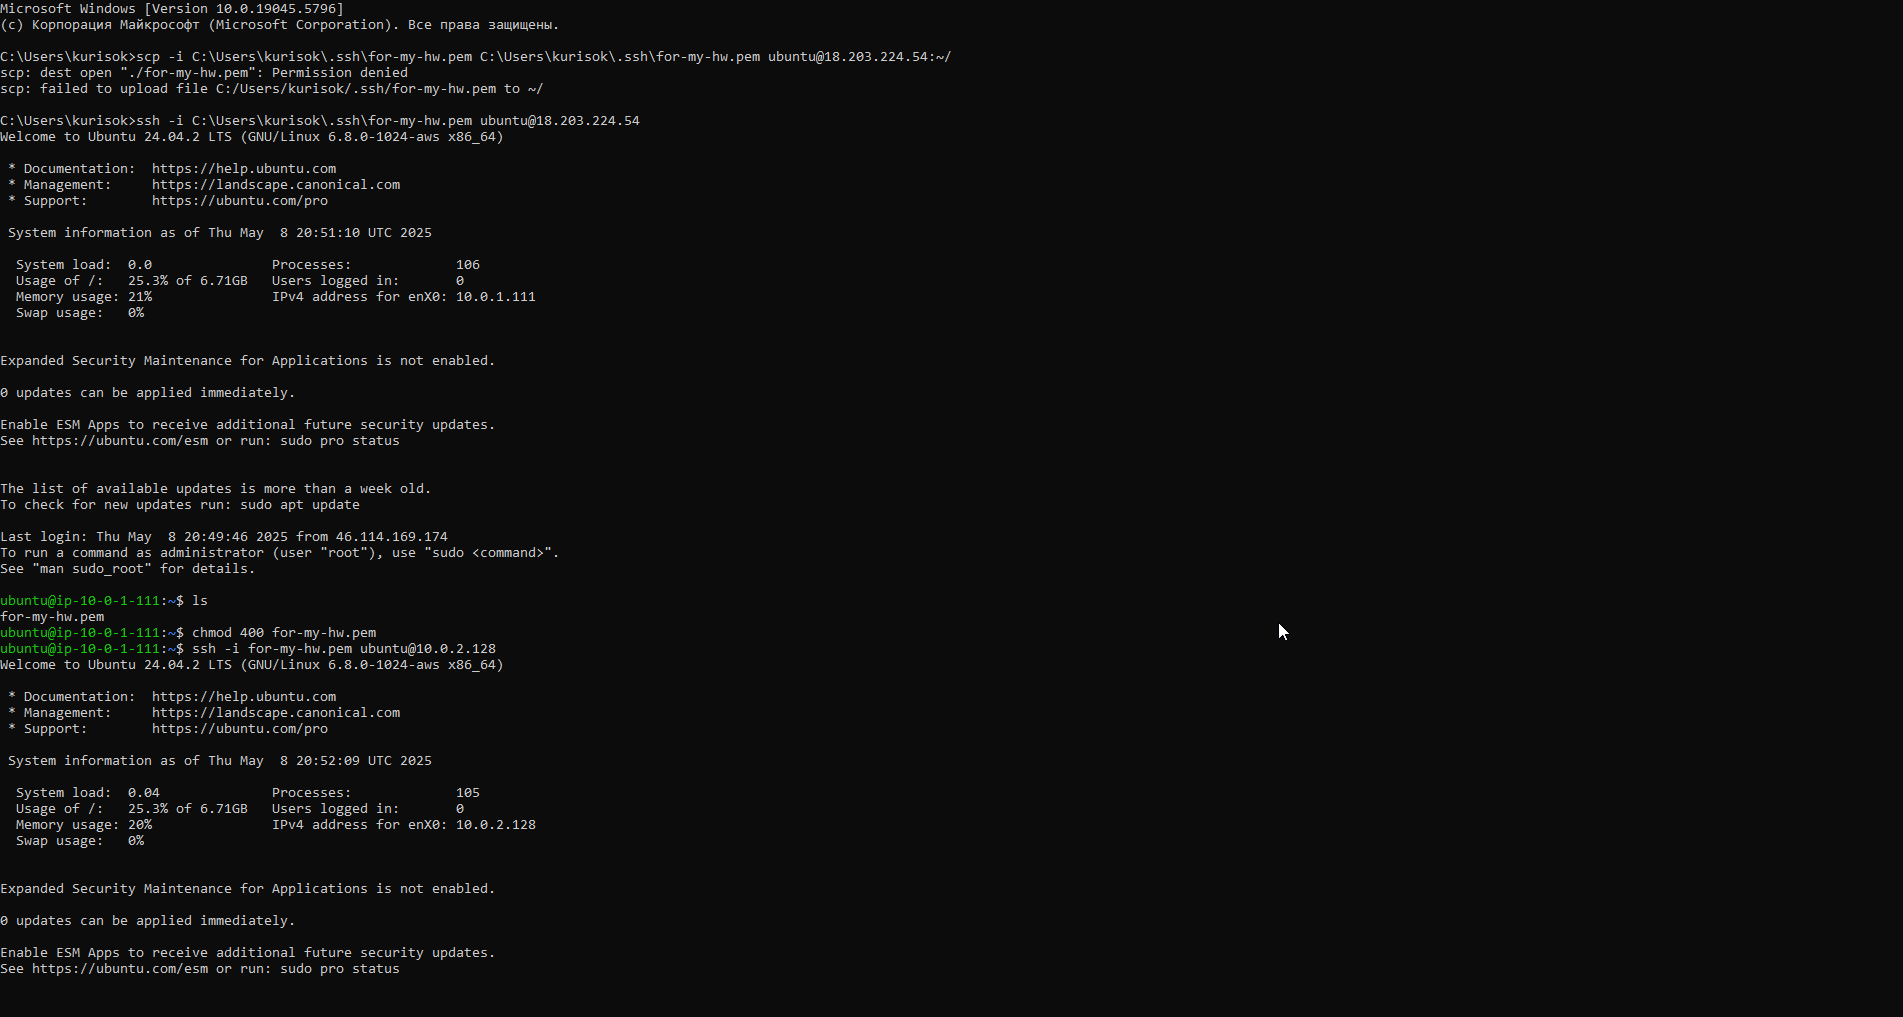 Microsoft Windows [Version 10.0.19045.5796]
(c) Корпорация Майкрософт (Microsoft Corporation). Все права защищены.
C:\Users\kurisok>scp -i C:\Users\kurisok\.ssh\for-my-hw.pem C:\Users\kurisok\.ssh\for-my-hw.pem ubuntu@18.203.224.54:~/
scp: dest open "./for-my-hw.pem": Permission denied
scp: failed to upload file C:/Users/kurisok/.ssh/for-my-hw.pem to ~/
C:\Users\kurisok>ssh -i C:\Users\kurisok\.ssh\for-my-hw.pem ubuntu@18.203.224.54
Welcome to Ubuntu 24.04.2 LTS (GNU/Linux 6.8.0-1024-aws x86_64)
* Documentation:  https://help.ubuntu.com
* Management:     https://landscape.canonical.com
* Support:        https://ubuntu.com/pro
System information as of Thu May  8 20:51:10 UTC 2025
System load:  0.0               Processes:             106
Usage of /:   25.3% of 6.71GB   Users logged in:       0
Memory usage: 21%               IPv4 address for enX0: 10.0.1.111
Swap usage:   0%
Expanded Security Maintenance for Applications is not enabled.
0 updates can be applied immediately.
Enable ESM Apps to receive additional future security updates.
See https://ubuntu.com/esm or run: sudo pro status
The list of available updates is more than a week old.
To check for new updates run: sudo apt update
Last login: Thu May  8 20:49:46 2025 from 46.114.169.174
To run a command as administrator (user "root"), use "sudo <command>".
See "man sudo_root" for details.
ubuntu@ip-10-0-1-111:~$ ls
for-my-hw.pem
ubuntu@ip-10-0-1-111:~$ chmod 400 for-my-hw.pem
ubuntu@ip-10-0-1-111:~$ ssh -i for-my-hw.pem ubuntu@10.0.2.128
Welcome to Ubuntu 24.04.2 LTS (GNU/Linux 6.8.0-1024-aws x86_64)
* Documentation:  https://help.ubuntu.com
* Management:     https://landscape.canonical.com
* Support:        https://ubuntu.com/pro
System information as of Thu May  8 20:52:09 UTC 2025
System load:  0.04              Processes:             105
Usage of /:   25.3% of 6.71GB   Users logged in:       0
Memory usage: 20%               IPv4 address for enX0: 10.0.2.128
Swap usage:   0%
Expanded Security Maintenance for Applications is not enabled.
0 updates can be applied immediately.
Enable ESM Apps to receive additional future security updates.
See https://ubuntu.com/esm or run: sudo pro status